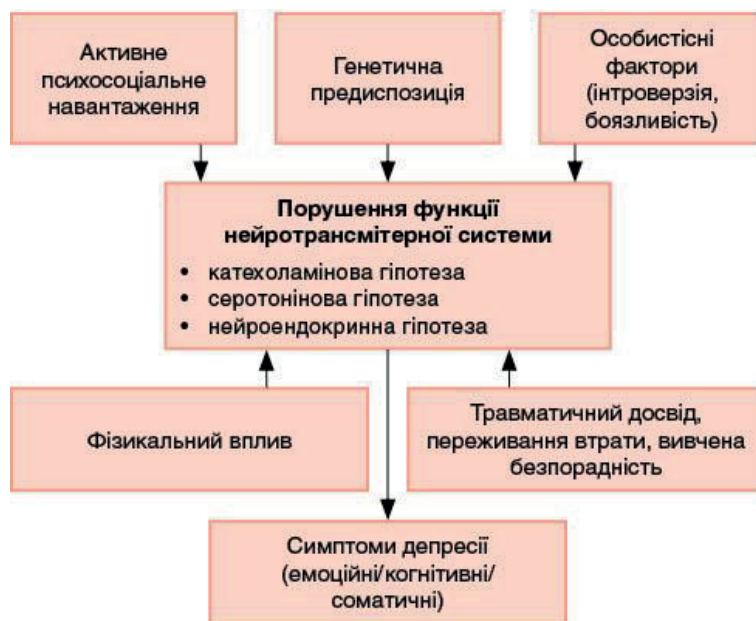 Активне
психосоціальне
навантаження
Генетична
предиспозиція
Особистісні
фактори
(інтроверзія,
боязливість)
Порушення функції
нейротрансмітерної системи
• катехоламінова гіпотеза
• серотонінова гіпотеза
• нейроендокринна гіпотеза
Фізикальний вплив
Травматичний досвід,
переживання втрати, вивчена
безпорадність
Симптоми депресії
(емоційні/когнітивні/
соматичні)